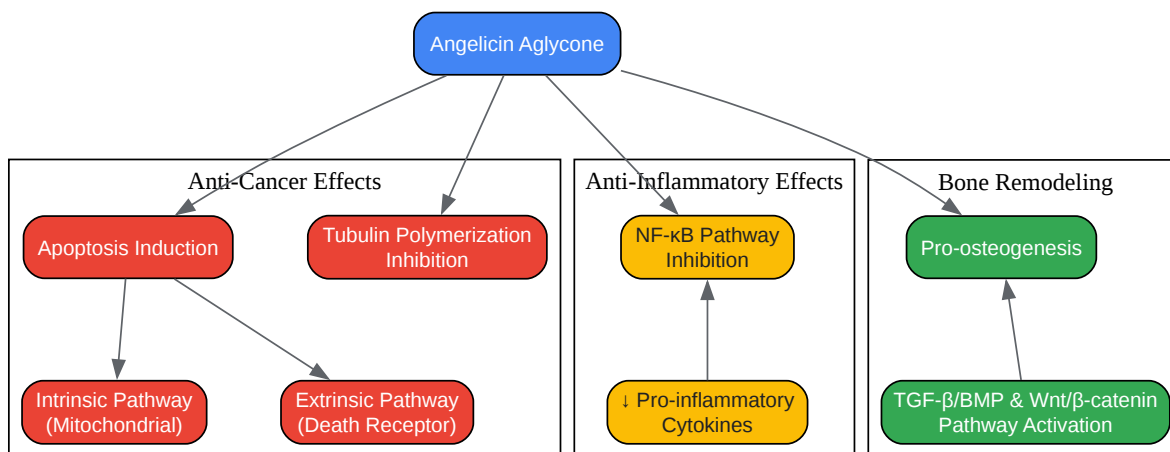 Angelicin Aglycone
Anti-Cancer Effects
Apoptosis Induction
Tubulin Polymerization
Inhibition
Intrinsic Pathway
(Mitochondrial)
Extrinsic Pathway
(Death Receptor)
Anti-Inflammatory Effects
NF-κB Pathway
Inhibition
↓ Pro-inflammatory
Cytokines
Bone Remodeling
Pro-osteogenesis
TGF-β/BMP & Wnt/β-catenin
Pathway Activation